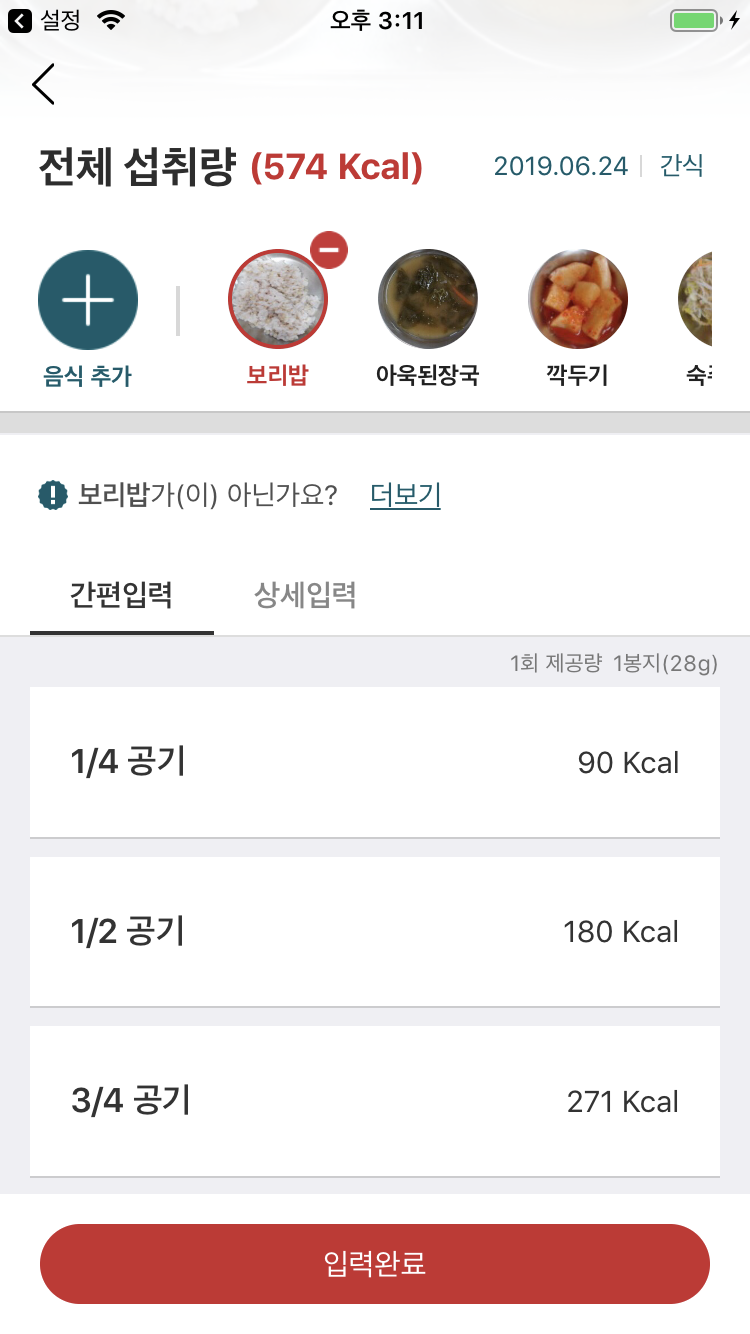 설정 오후 3:11
전체 섭취량 (574 Kcal) 2019.06.24 간식
음식 추가 보리밥 아욱된장국 깍두기 숙
보리밥가(이) 아닌가요? 더보기
간편입력 상세입력
1회 제공량 1봉지(28g)
1/4 공기 90 Kcal
1/2 공기 180 Kcal
3/4 공기 271 Kcal
입력완료